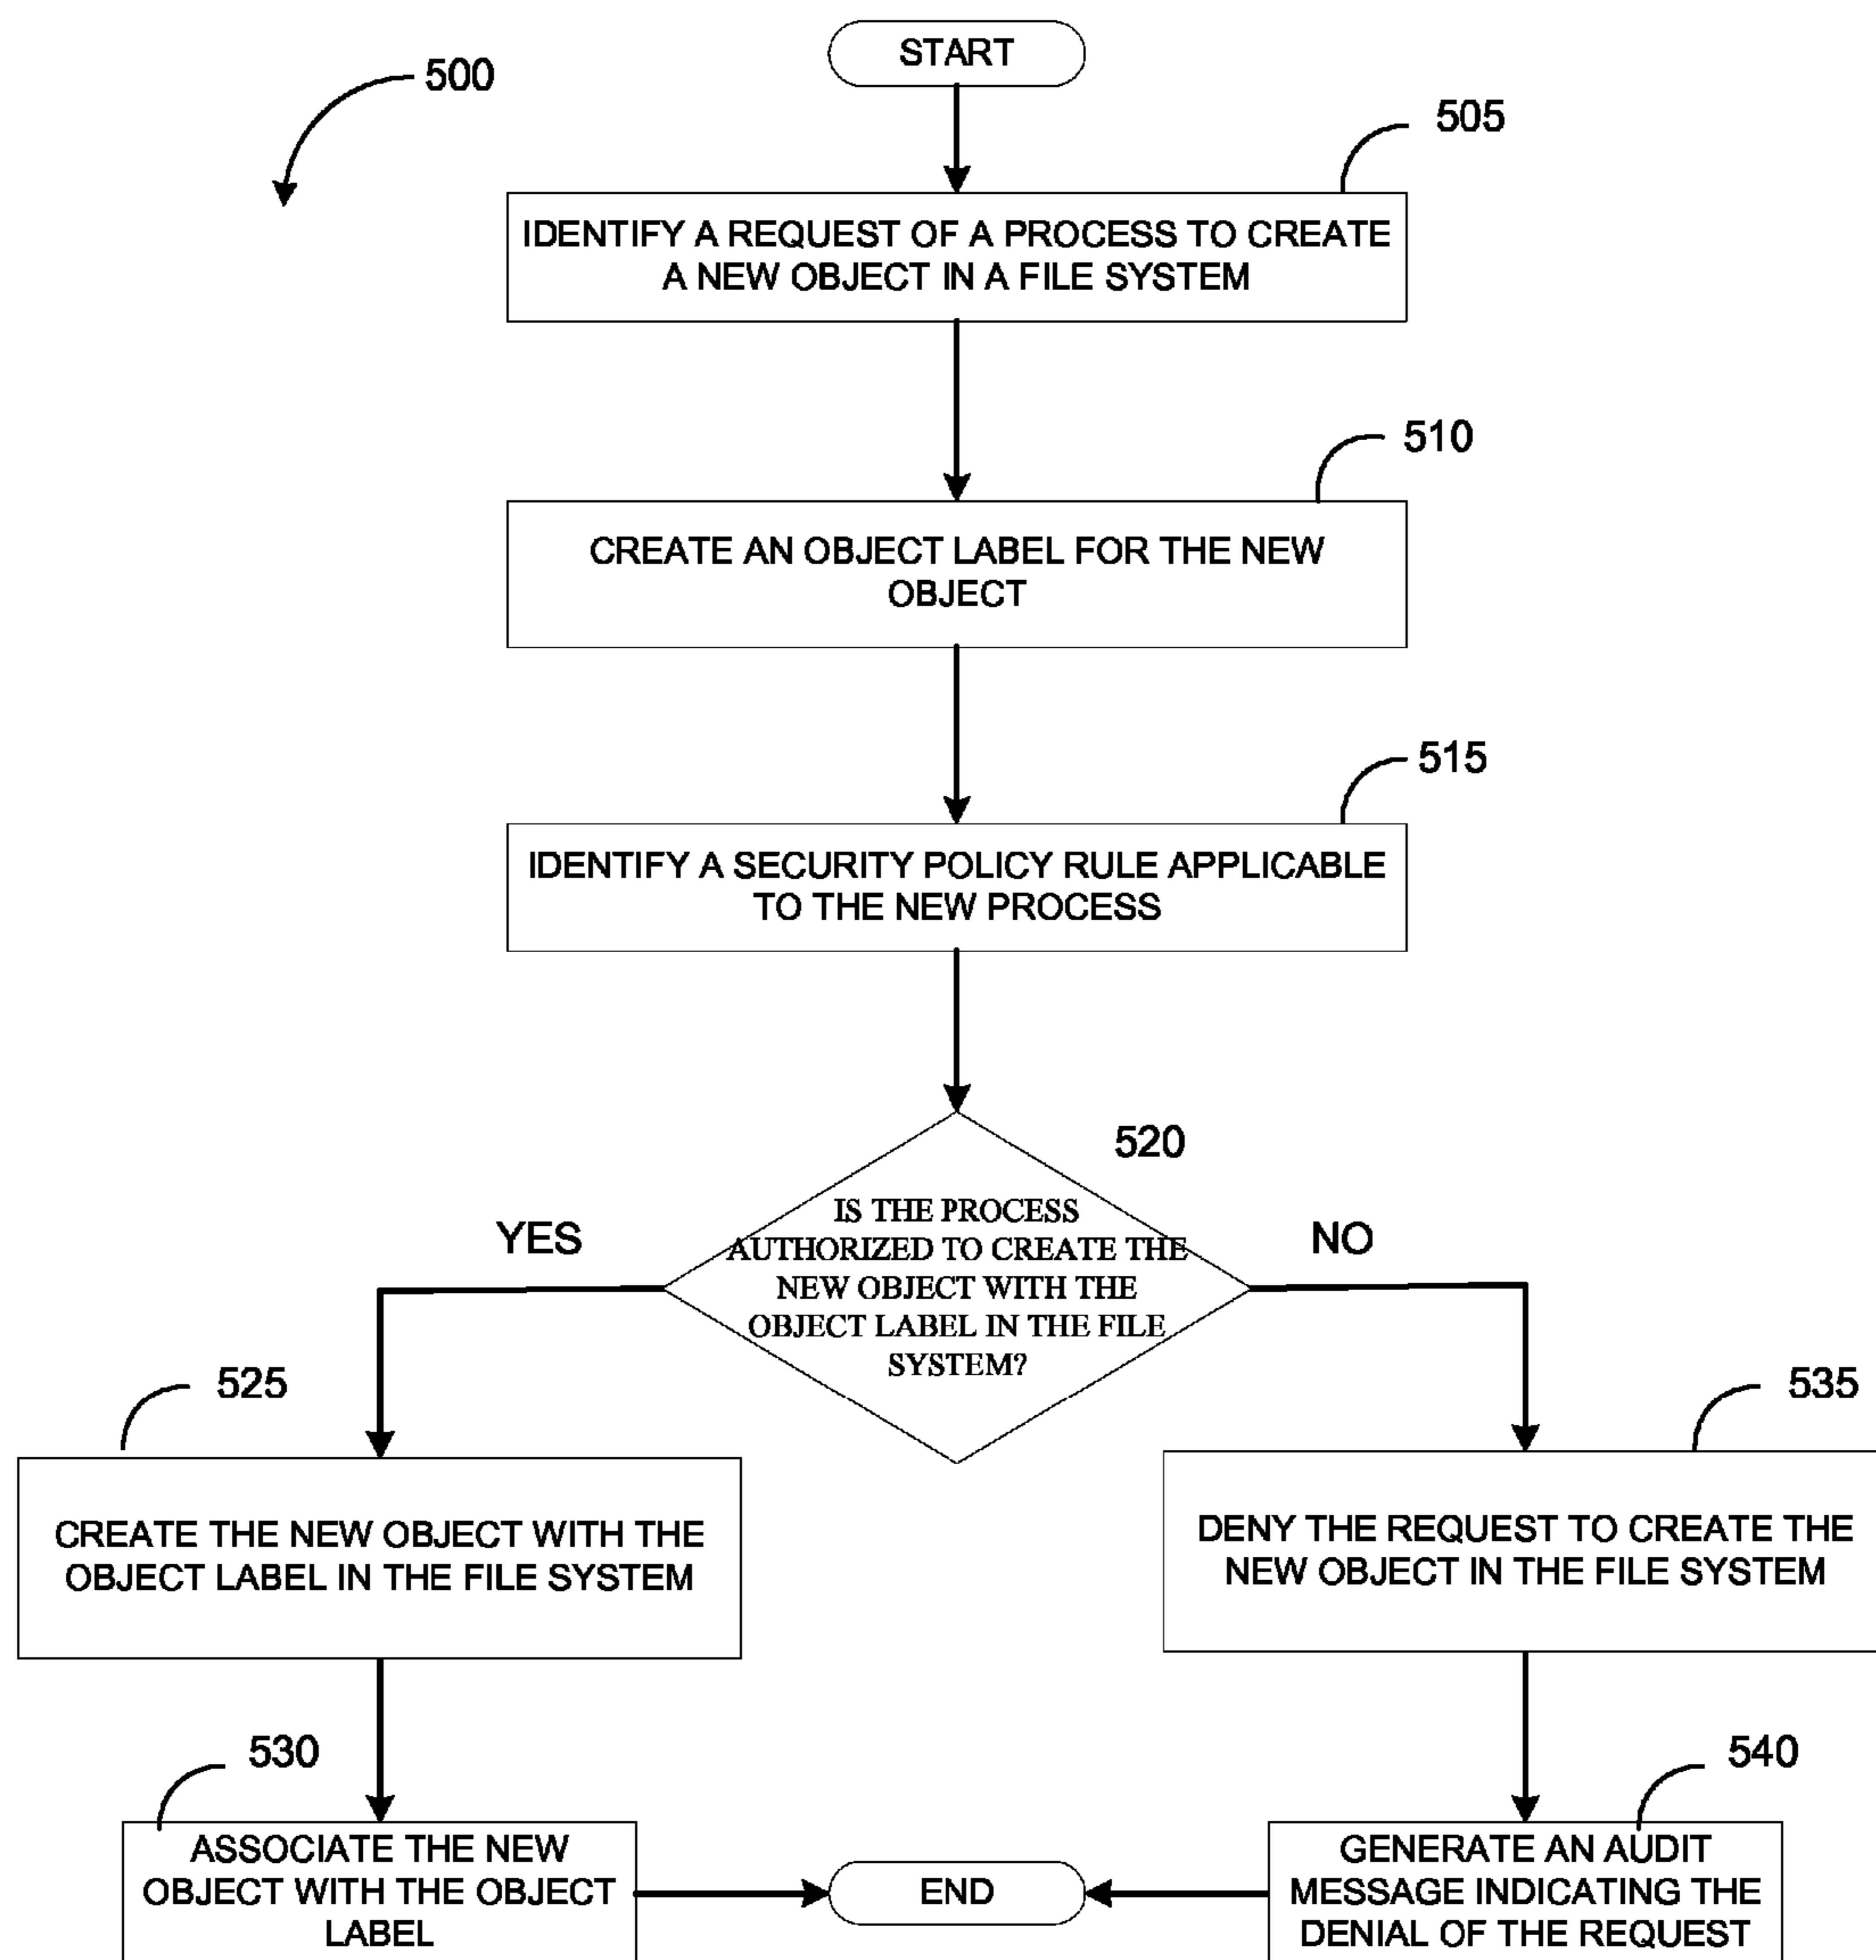 START
500
505
IDENTIFY A REQUEST OF A PROCESS TO CREATE
A NEW OBJECT IN A FILE SYSTEM
510
CREATE AN OBJECT LABEL FOR THE NEW
OBJECT
515
IDENTIFY A SECURITY POLICY RULE APPLICABLE
TO THE NEW PROCESS
520
IS THE PROCESS
AUTHORIZED TO CREATE THE
NEW OBJECT WITH THE
OBJECT LABEL IN THE FILE
SYSTEM?
YES
NO
525
CREATE THE NEW OBJECT WITH THE
OBJECT LABEL IN THE FILE SYSTEM
535
DENY THE REQUEST TO CREATE THE
NEW OBJECT IN THE FILE SYSTEM
530
ASSOCIATE THE NEW
OBJECT WITH THE OBJECT
LABEL
END
540
GENERATE AN AUDIT
MESSAGE INDICATING THE
DENIAL OF THE REQUEST